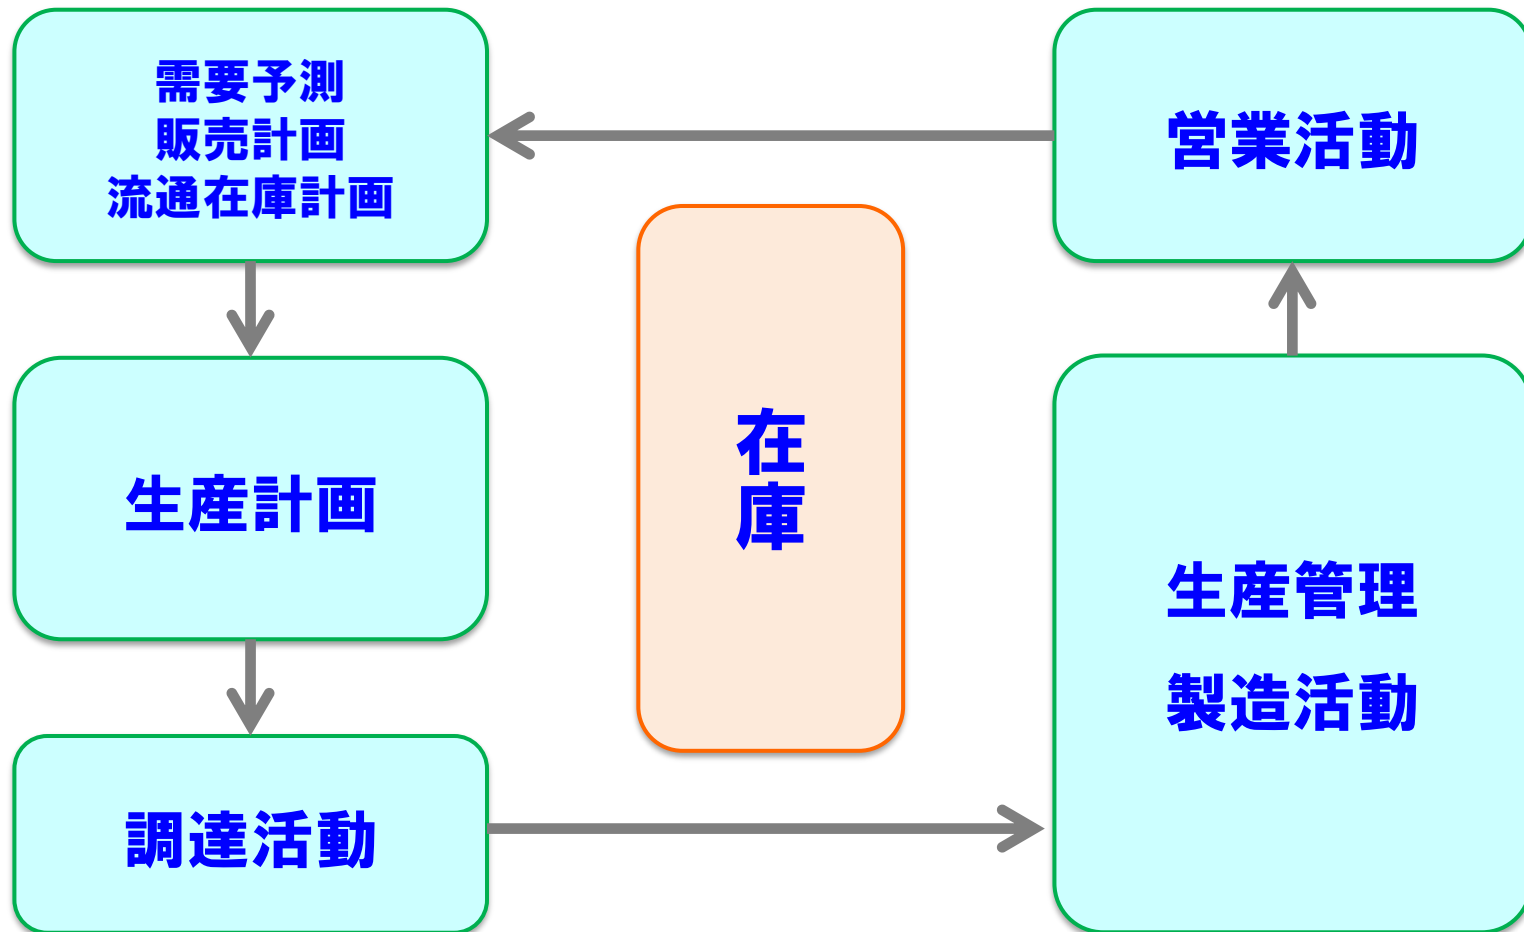 需要予測
販売計画
流通在庫計画
営業活動
在庫
生産計画
生産管理
製造活動
調達活動